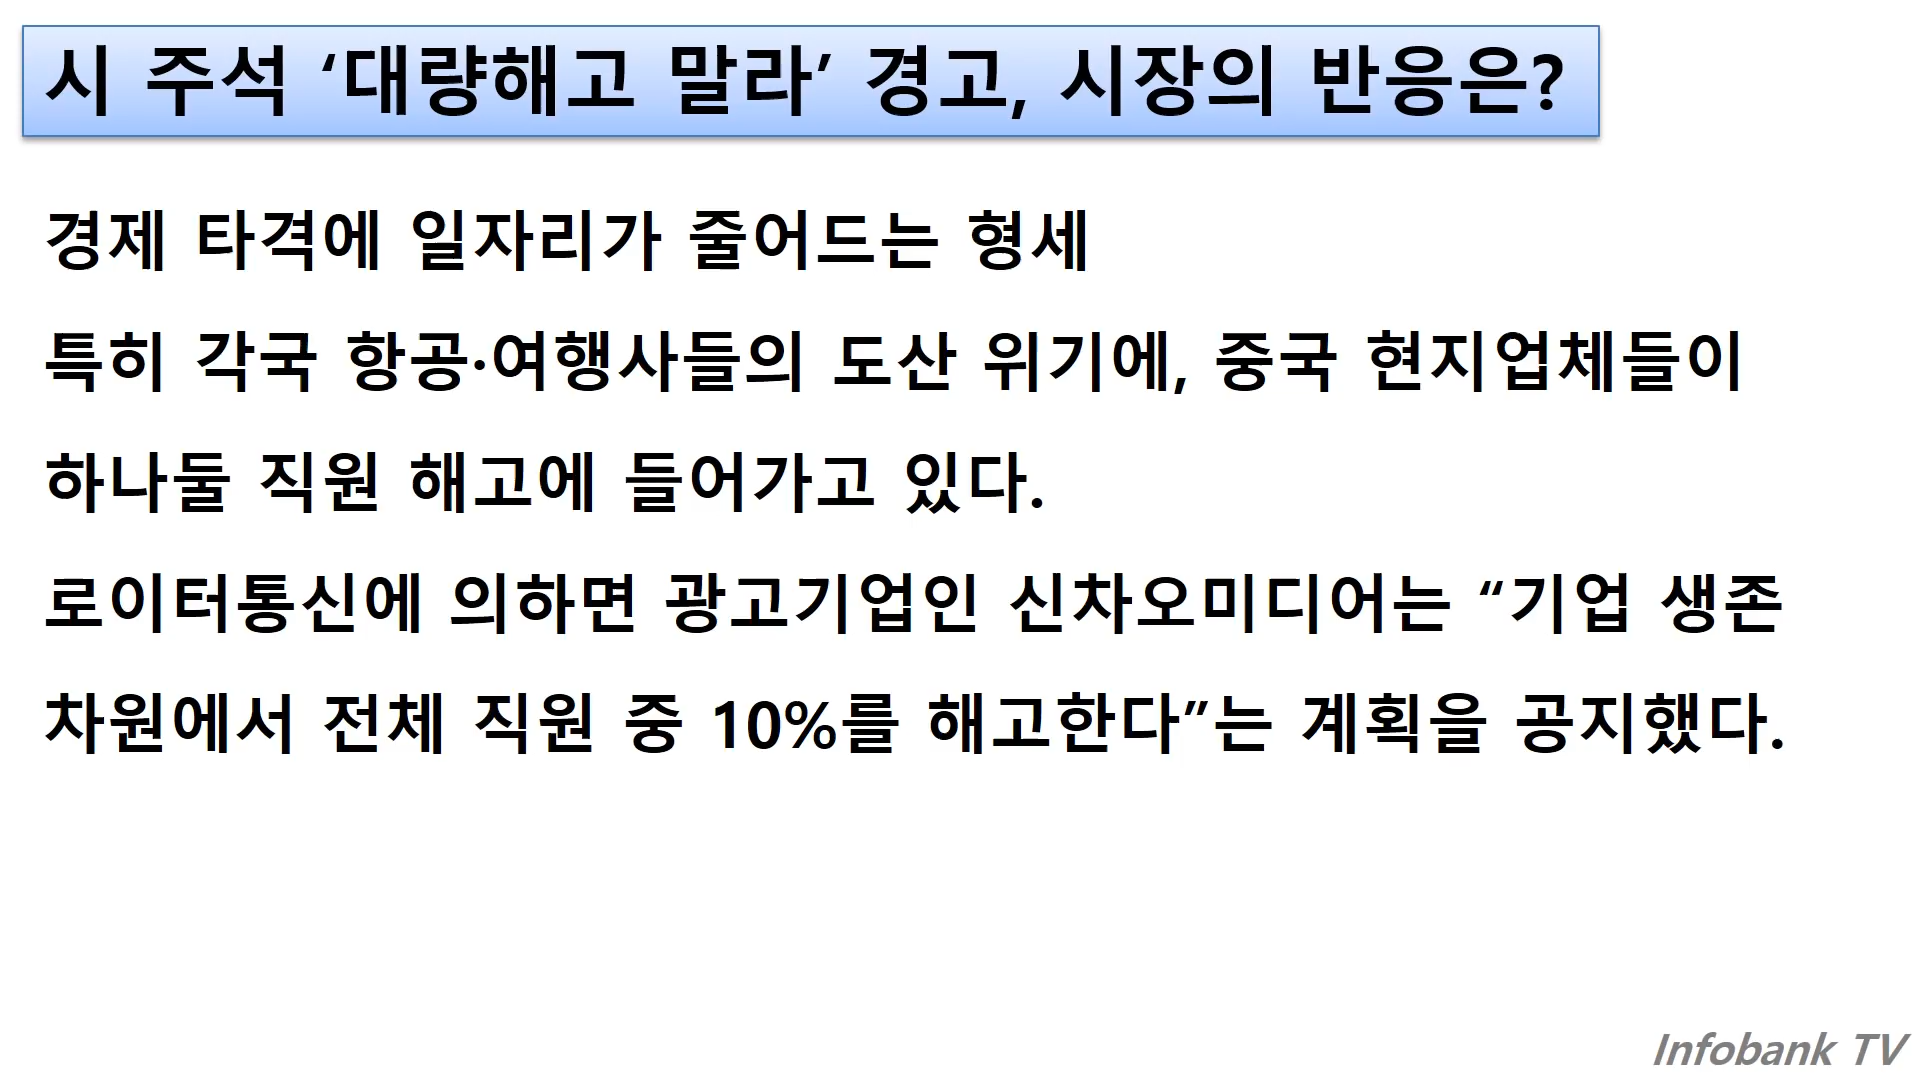 시 주석 ‘대량해고 말라’ 경고, 시장의 반응은?
경제 타격에 일자리가 줄어드는 형세
특히 각국 항공·여행사들의 도산 위기에, 중국 현지업체들이
하나둘 직원 해고에 들어가고 있다.
로이터통신에 의하면 광고기업인 신차오미디어는 “기업 생존
차원에서 전체 직원 중 10%를 해고한다”는 계획을 공지했다.
Infobank TV